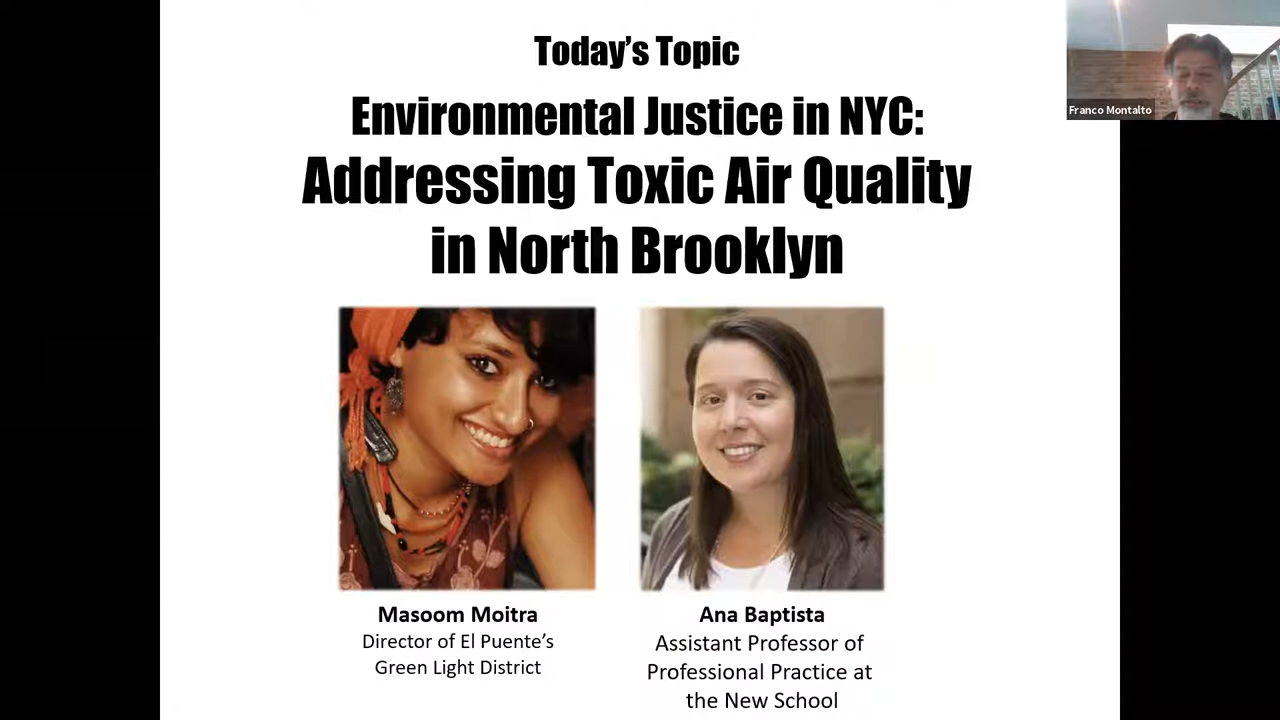 Today's Topic
Environmental Justice in NYC:
Addressing Toxic Air Quality
in North Brooklyn
Franco Montalto
Masoom Moitra
Director of El Puente's
Green Light District
Ana Baptista
Assistant Professor of
Professional Practice at
the New School